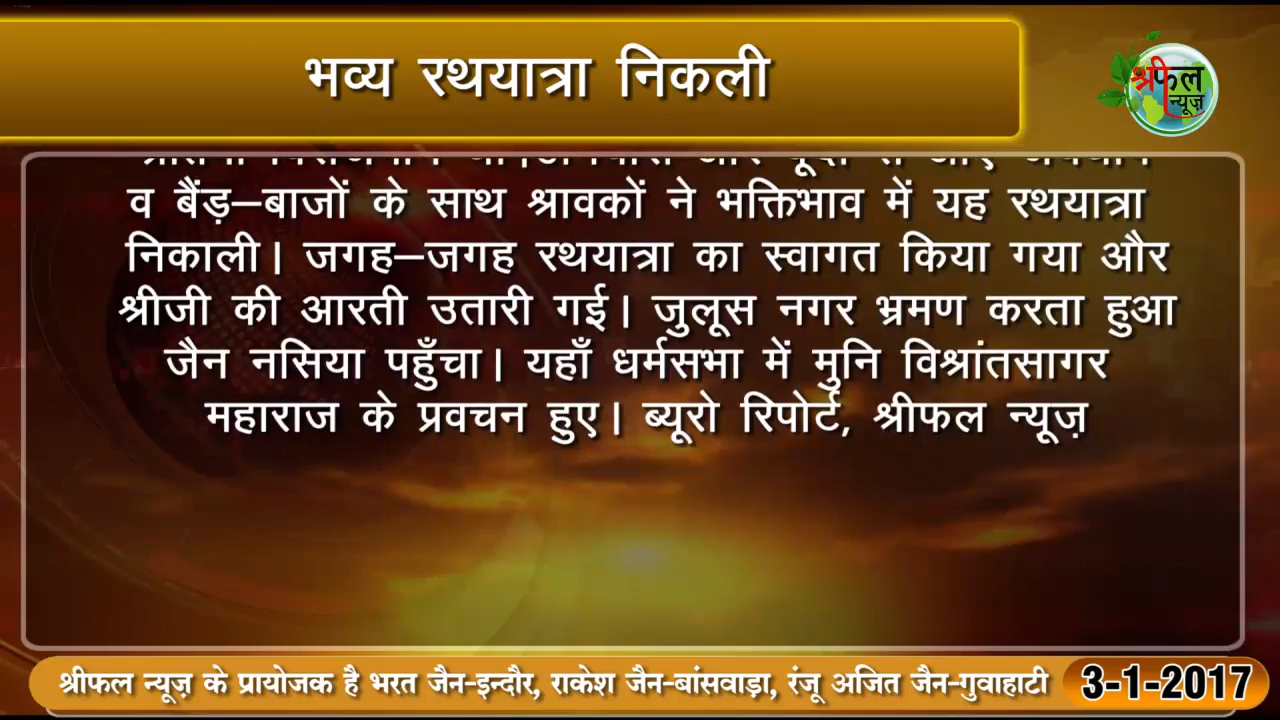 भव्य रथयात्रा निकली
श्रीफल
न्यूज़
व बैंड़–बाजों के साथ श्रावकों ने भक्तिभाव में यह रथयात्रा
निकाली। जगह–जगह रथयात्रा का स्वागत किया गया और
श्रीजी की आरती उतारी गई। जुलूस नगर भ्रमण करता हुआ
जैन नसिया पहुँचा। यहाँ धर्मसभा में मुनि विश्रांतसागर
महाराज के प्रवचन हुए। ब्यूरो रिपोर्ट, श्रीफल न्यूज़
श्रीफल न्यूज़ के प्रायोजक है भरत जैन-इन्दौर, राकेश जैन-बांसवाड़ा, रंजू अजित जैन-गुवाहाटी
3-1-2017